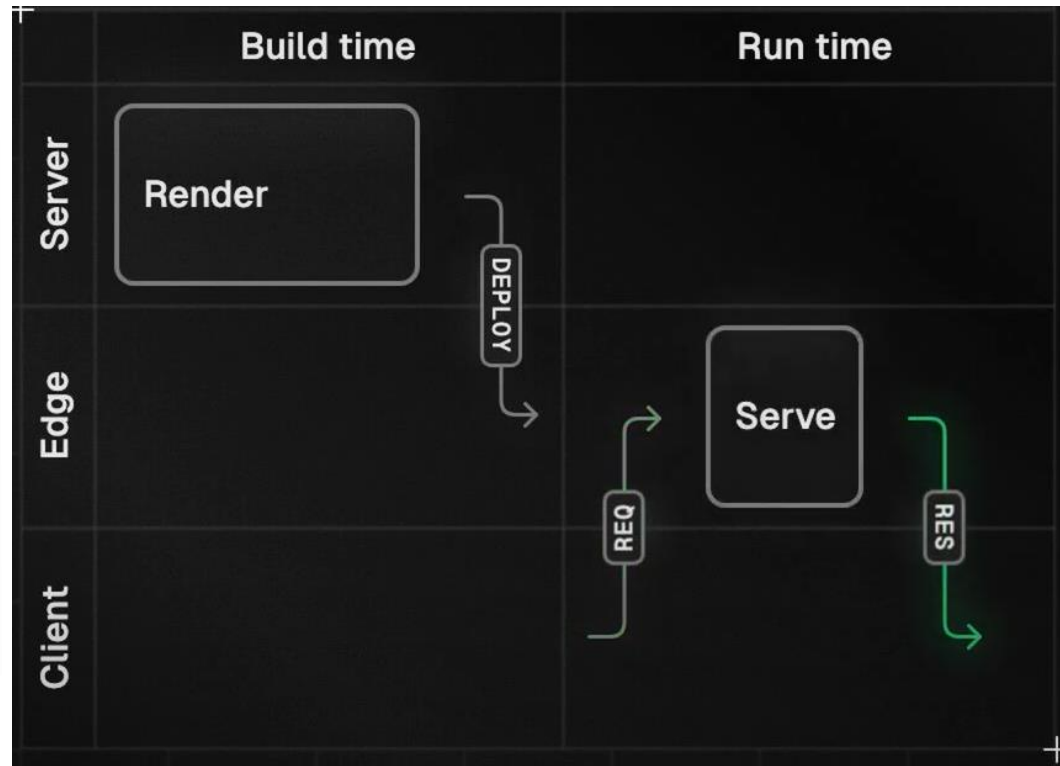 Build time
Run time
Server
Render
DEPLOY
Edge
Serve
REQ
RES
Client